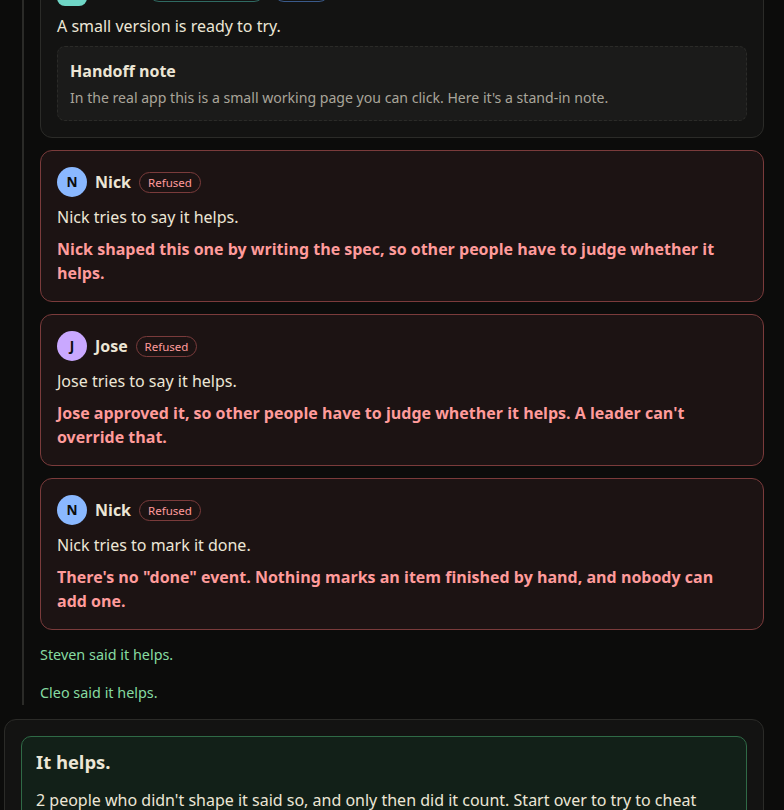 A small version is ready to try.
Handoff note
In the real app this is a small working page you can click. Here it's a stand-in note.
N Nick Refused
Nick tries to say it helps.
Nick shaped this one by writing the spec, so other people have to judge whether it
helps.
J Jose Refused
Jose tries to say it helps.
Jose approved it, so other people have to judge whether it helps. A leader can't
override that.
N Nick Refused
Nick tries to mark it done.
There's no "done" event. Nothing marks an item finished by hand, and nobody can
add one.
Steven said it helps.
Cleo said it helps.
It helps.
2 people who didn't shape it said so, and only then did it count. Start over to try to cheat